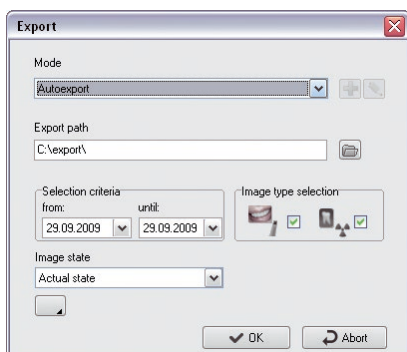 Export
Mode
Autoexport
Export path
C:\export\
Selection criteria
from: until:
29.09.2009 29.09.2009
Image type selection
Image state
Actual state
OK Abort